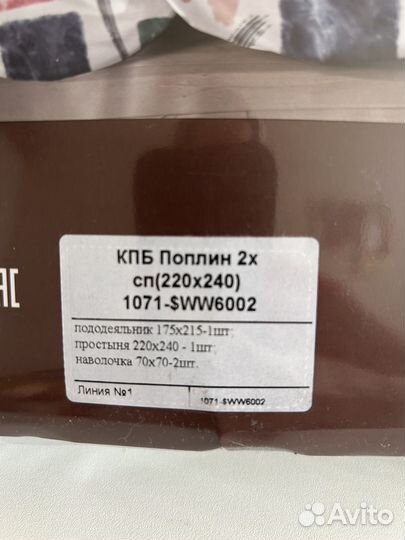 КПБ Поплин 2х
сп(220х240)
1071-$WW6002
пододеяльник 175х215-1шт;
простыня 220х240 - 1шт;
наволочка 70х70-2шт.
Линия №1
1071-$WW6002
Avito